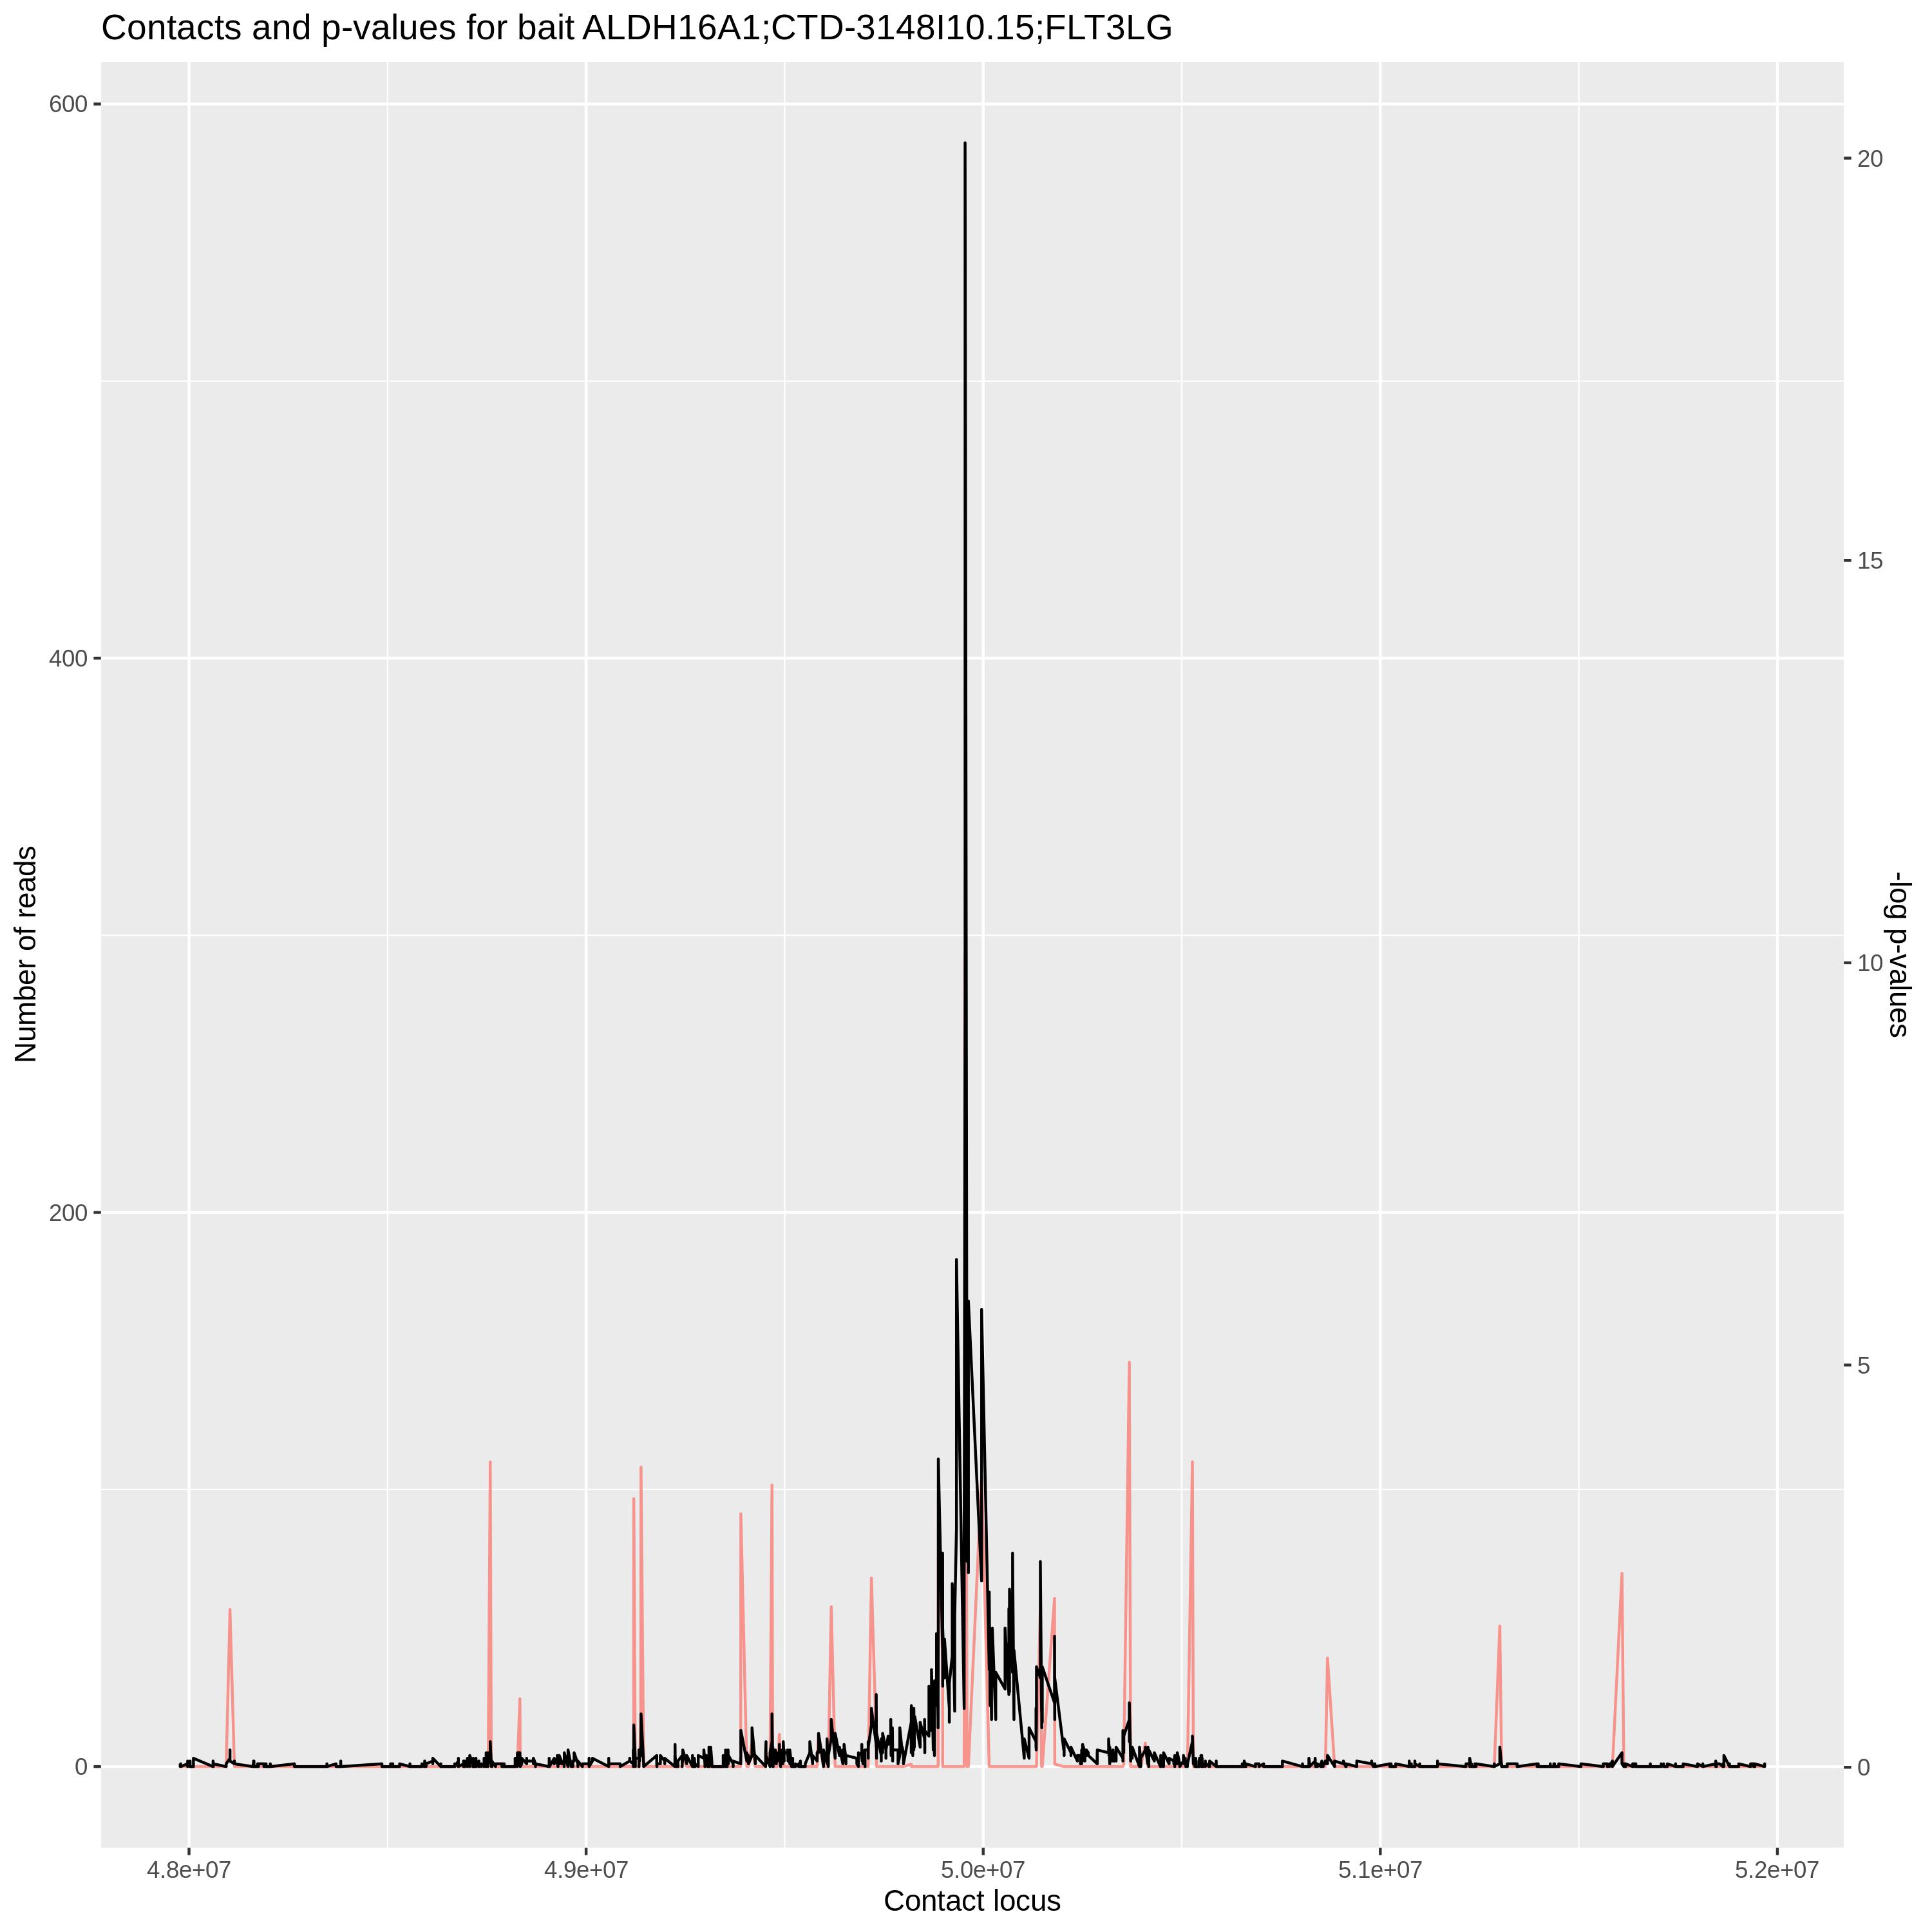 Contacts and p-values for bait ALDH16A1;CTD-3148I10.15;FLT3LG
600
400
200
0
Number of reads
20
15
10
5
0
-log p-values
4.8e+07
4.9e+07
5.0e+07
5.1e+07
5.2e+07
Contact locus